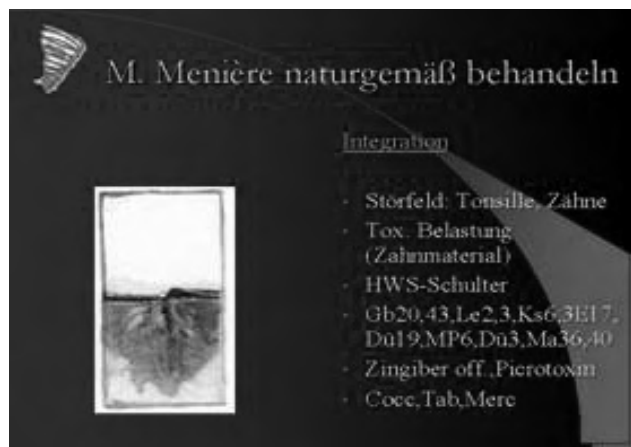 M. Menière naturgemäß behandeln
Integration
· Störfeld: Tonsille, Zähne
· Tox. Belastung
(Zahnmaterial)
· HWS-Schulter
· Gb20,43,Le2,3,Ks6,3E17,
Dü19,MP6,Dü3,Ma36,40
· Zingiber off.,Picrotoxin
· Cocc,Tab,Merc